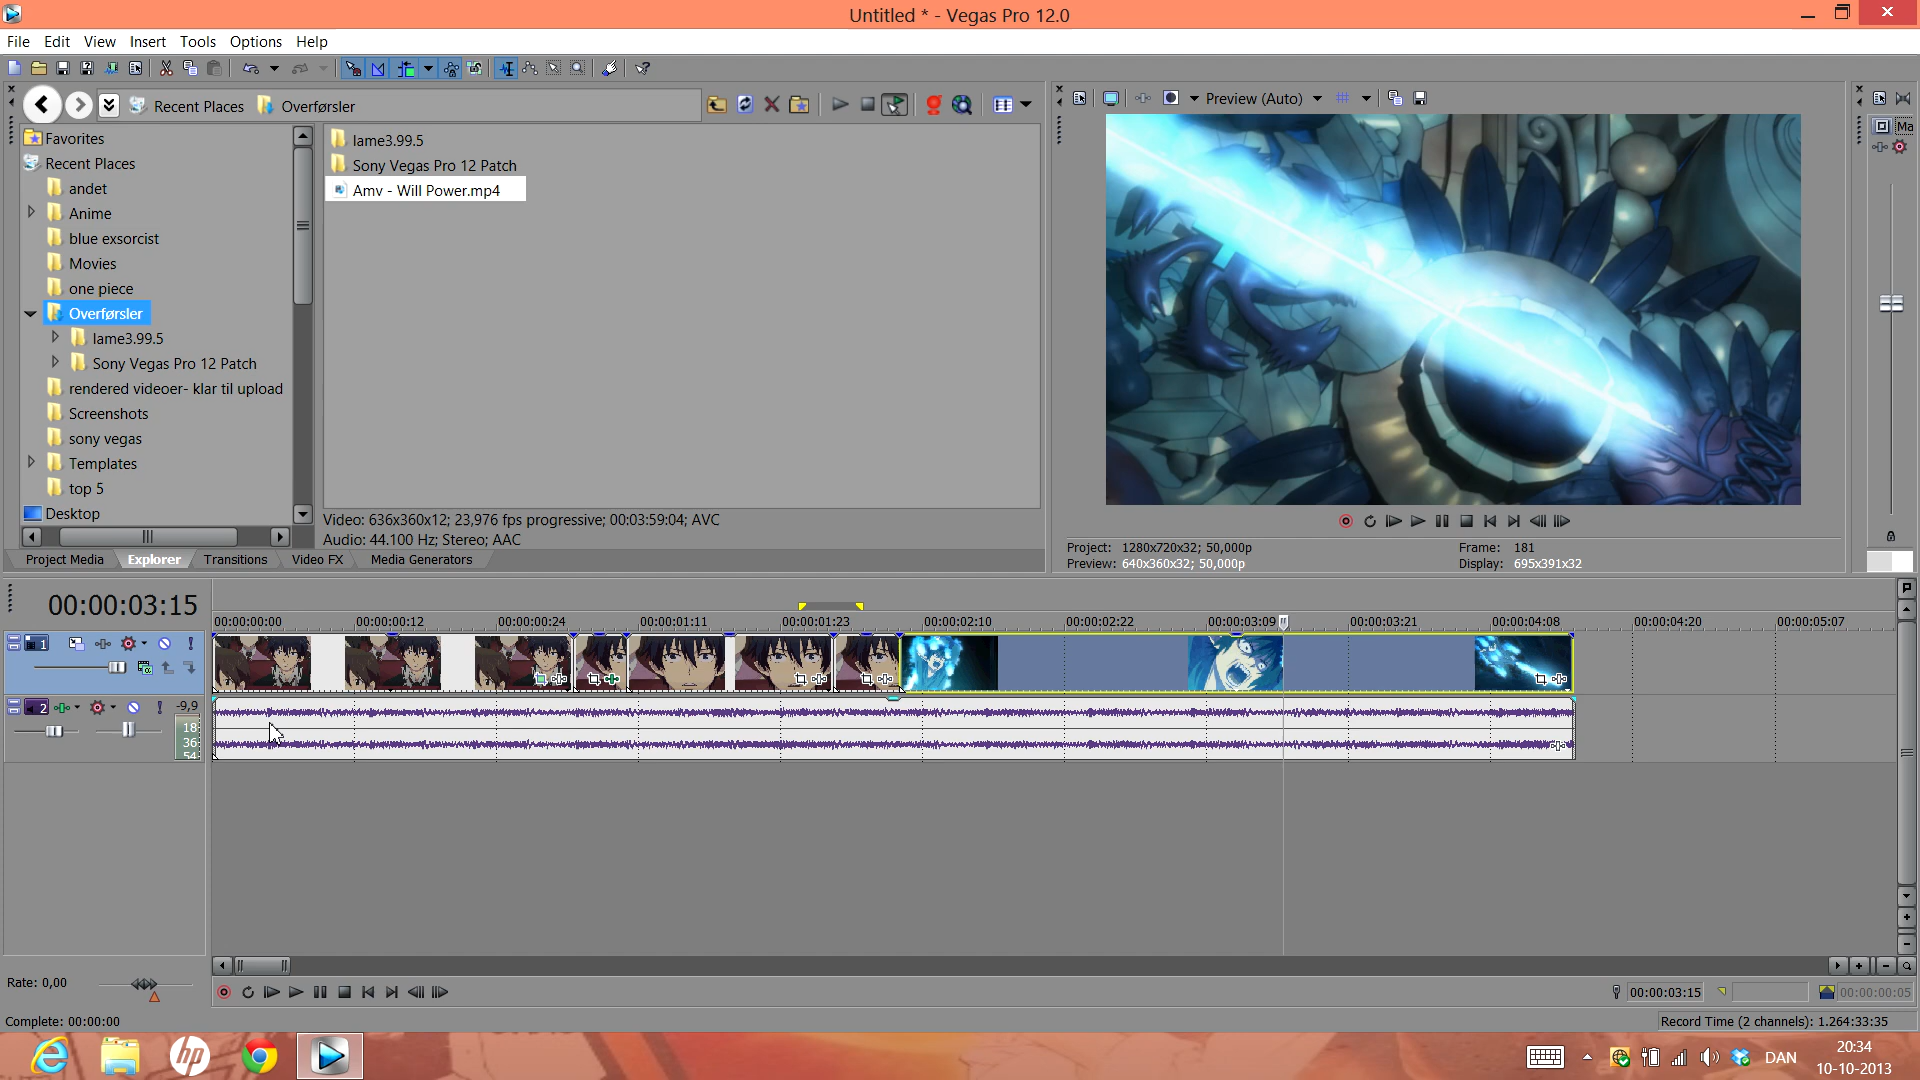 Untitled * - Vegas Pro 12.0
File Edit View Insert Tools Options Help
Recent Places Overførsler
Preview (Auto)
Ma
Favorites
Recent Places
andet
Anime
blue exsorcist
Movies
one piece
Overførsler
lame3.99.5
Sony Vegas Pro 12 Patch
rendered videoer- klar til upload
Screenshots
sony vegas
Templates
top 5
Desktop
lame3.99.5
Sony Vegas Pro 12 Patch
Amv - Will Power.mp4
Video: 636x360x12; 23,976 fps progressive; 00:03:59:04; AVC
Audio: 44.100 Hz; Stereo; AAC
Project Media Explorer Transitions Video FX Media Generators
Project: 1280x720x32; 50,000p
Preview: 640x360x32; 50,000p
Frame: 181
Display: 695x391x32
00:00:03:15
00:00:00:00 00:00:00:12 00:00:00:24 00:00:01:11 00:00:01:23 00:00:02:10 00:00:02:22 00:00:03:09 00:00:03:21 00:00:04:08 00:00:04:20 00:00:05:07
1
2
-9,9
18
36
54
Rate: 0,00
00:00:03:15
00:00:00:05
Complete: 00:00:00
Record Time (2 channels): 1.264:33:35
hp
DAN
20:34
10-10-2013